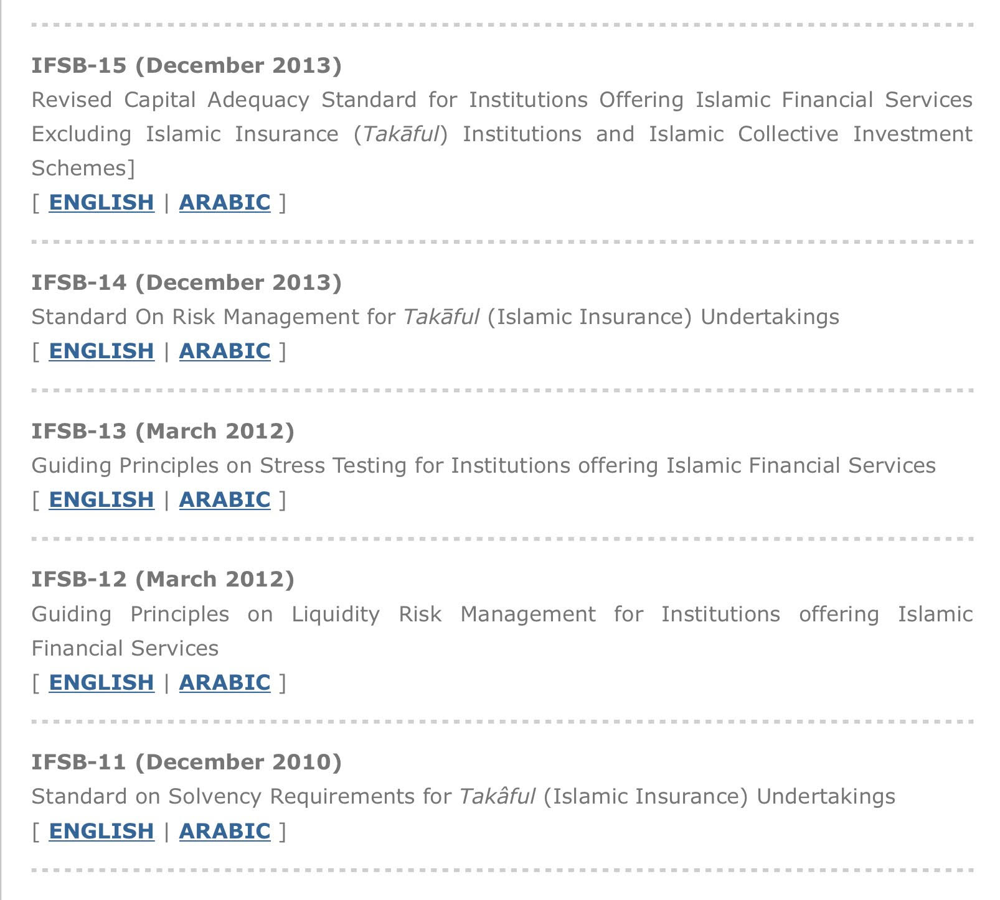 IFSB-15 (December 2013)
Revised Capital Adequacy Standard for Institutions Offering Islamic Financial Services
Excluding Islamic Insurance (Takāful) Institutions and Islamic Collective Investment
Schemes]
[ ENGLISH | ARABIC ]
IFSB-14 (December 2013)
Standard On Risk Management for Takāful (Islamic Insurance) Undertakings
[ ENGLISH | ARABIC ]
IFSB-13 (March 2012)
Guiding Principles on Stress Testing for Institutions offering Islamic Financial Services
[ ENGLISH | ARABIC ]
IFSB-12 (March 2012)
Guiding Principles on Liquidity Risk Management for Institutions offering Islamic
Financial Services
[ ENGLISH | ARABIC ]
IFSB-11 (December 2010)
Standard on Solvency Requirements for Takâful (Islamic Insurance) Undertakings
[ ENGLISH | ARABIC ]